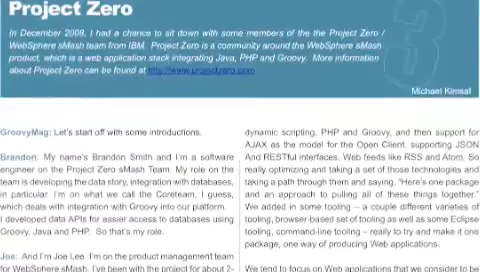 Project Zero
In December 2008, I had a chance to sit down with some members of the the Project Zero /
WebSphere sMash team from IBM. Project Zero is a community around the WebSphere sMash
product, which is a web application stack integrating Java, PHP and Groovy. More information
about Project Zero can be found at http://www.projectzero.com
Michael Kimsal
GroovyMag: Let's start off with some introductions.
Brandon: My name's Brandon Smith and I'm a software
engineer on the Project Zero sMash Team. My role on the
team is developing the data story, integration with databases,
in particular. I'm on what we call the Coreteam, I guess,
which deals with integration with Groovy into our platform.
I developed data APIs for easier access to databases using
Groovy, Java and PHP. So that's my role.
Joe: And I'm Joe Lee. I'm on the product management team
for WebSphere sMash. I've been with the project for about 2-
dynamic scripting, PHP and Groovy, and then support for
AJAX as the model for the Open Client. supporting JSON
And RESTful interfaces, Web feeds like RSS and Atom. So
really optimizing and taking a set of those technologies and
taking a path through them and saying, "Here's one package
and an approach to pulling all of these things together."
We added in some tooling – a couple different varieties of
tooling, browser-based set of tooling as well as some Eclipse
tooling, command-line tooling – really to try and make it one
package, one way of producing Web applications.
We tend to focus on Web applications that we consider to be